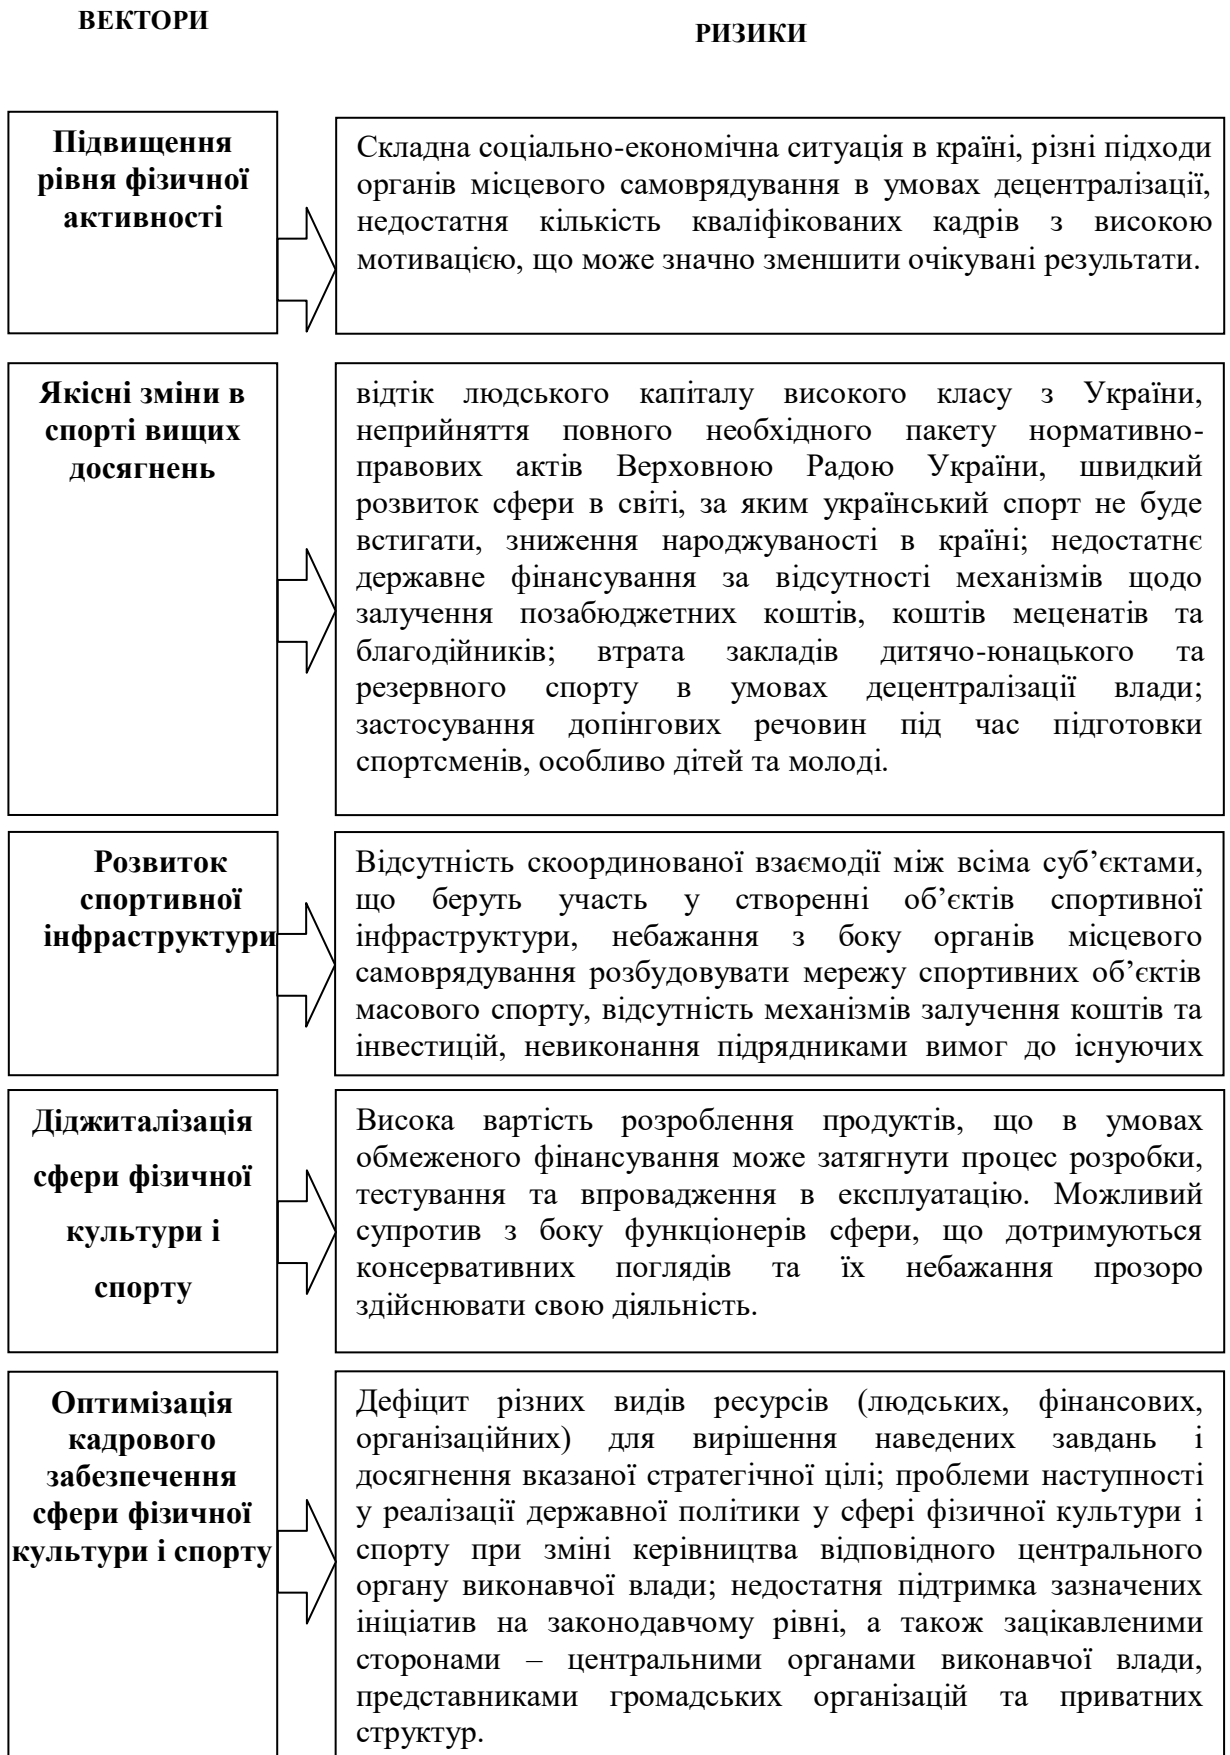 ВЕКТОРИ
РИЗИКИ
Підвищення
рівня фізичної
активності
Складна соціально-економічна ситуація в країні, різні підходи
органів місцевого самоврядування в умовах децентралізації,
недостатня кількість кваліфікованих кадрів з високою
мотивацією, що може значно зменшити очікувані результати.
Якісні зміни в
спорті вищих
досягнень
відтік людського капіталу високого класу з України,
неприйняття повного необхідного пакету нормативно-
правових актів Верховною Радою України, швидкий
розвиток сфери в світі, за яким український спорт не буде
встигати, зниження народжуваності в країні; недостатнє
державне фінансування за відсутності механізмів щодо
залучення позабюджетних коштів, коштів меценатів та
благодійників; втрата закладів дитячо-юнацького та
резервного спорту в умовах децентралізації влади;
застосування допінгових речовин під час підготовки
спортсменів, особливо дітей та молоді.
Розвиток
спортивної
інфраструктури
Відсутність скоординованої взаємодії між всіма суб’єктами,
що беруть участь у створенні об’єктів спортивної
інфраструктури, небажання з боку органів місцевого
самоврядування розбудовувати мережу спортивних об’єктів
масового спорту, відсутність механізмів залучення коштів та
інвестицій, невиконання підрядниками вимог до існуючих
Діджиталізація
сфери фізичної
культури і
спорту
Висока вартість розроблення продуктів, що в умовах
обмеженого фінансування може затягнути процес розробки,
тестування та впровадження в експлуатацію. Можливий
супротив з боку функціонерів сфери, що дотримуються
консервативних поглядів та їх небажання прозоро
здійснювати свою діяльність.
Оптимізація
кадрового
забезпечення
сфери фізичної
культури і спорту
Дефіцит різних видів ресурсів (людських, фінансових,
організаційних) для вирішення наведених завдань і
досягнення вказаної стратегічної цілі; проблеми наступності
у реалізації державної політики у сфері фізичної культури і
спорту при зміні керівництва відповідного центрального
органу виконавчої влади; недостатня підтримка зазначених
ініціатив на законодавчому рівні, а також зацікавленими
сторонами – центральними органами виконавчої влади,
представниками громадських організацій та приватних
структур.